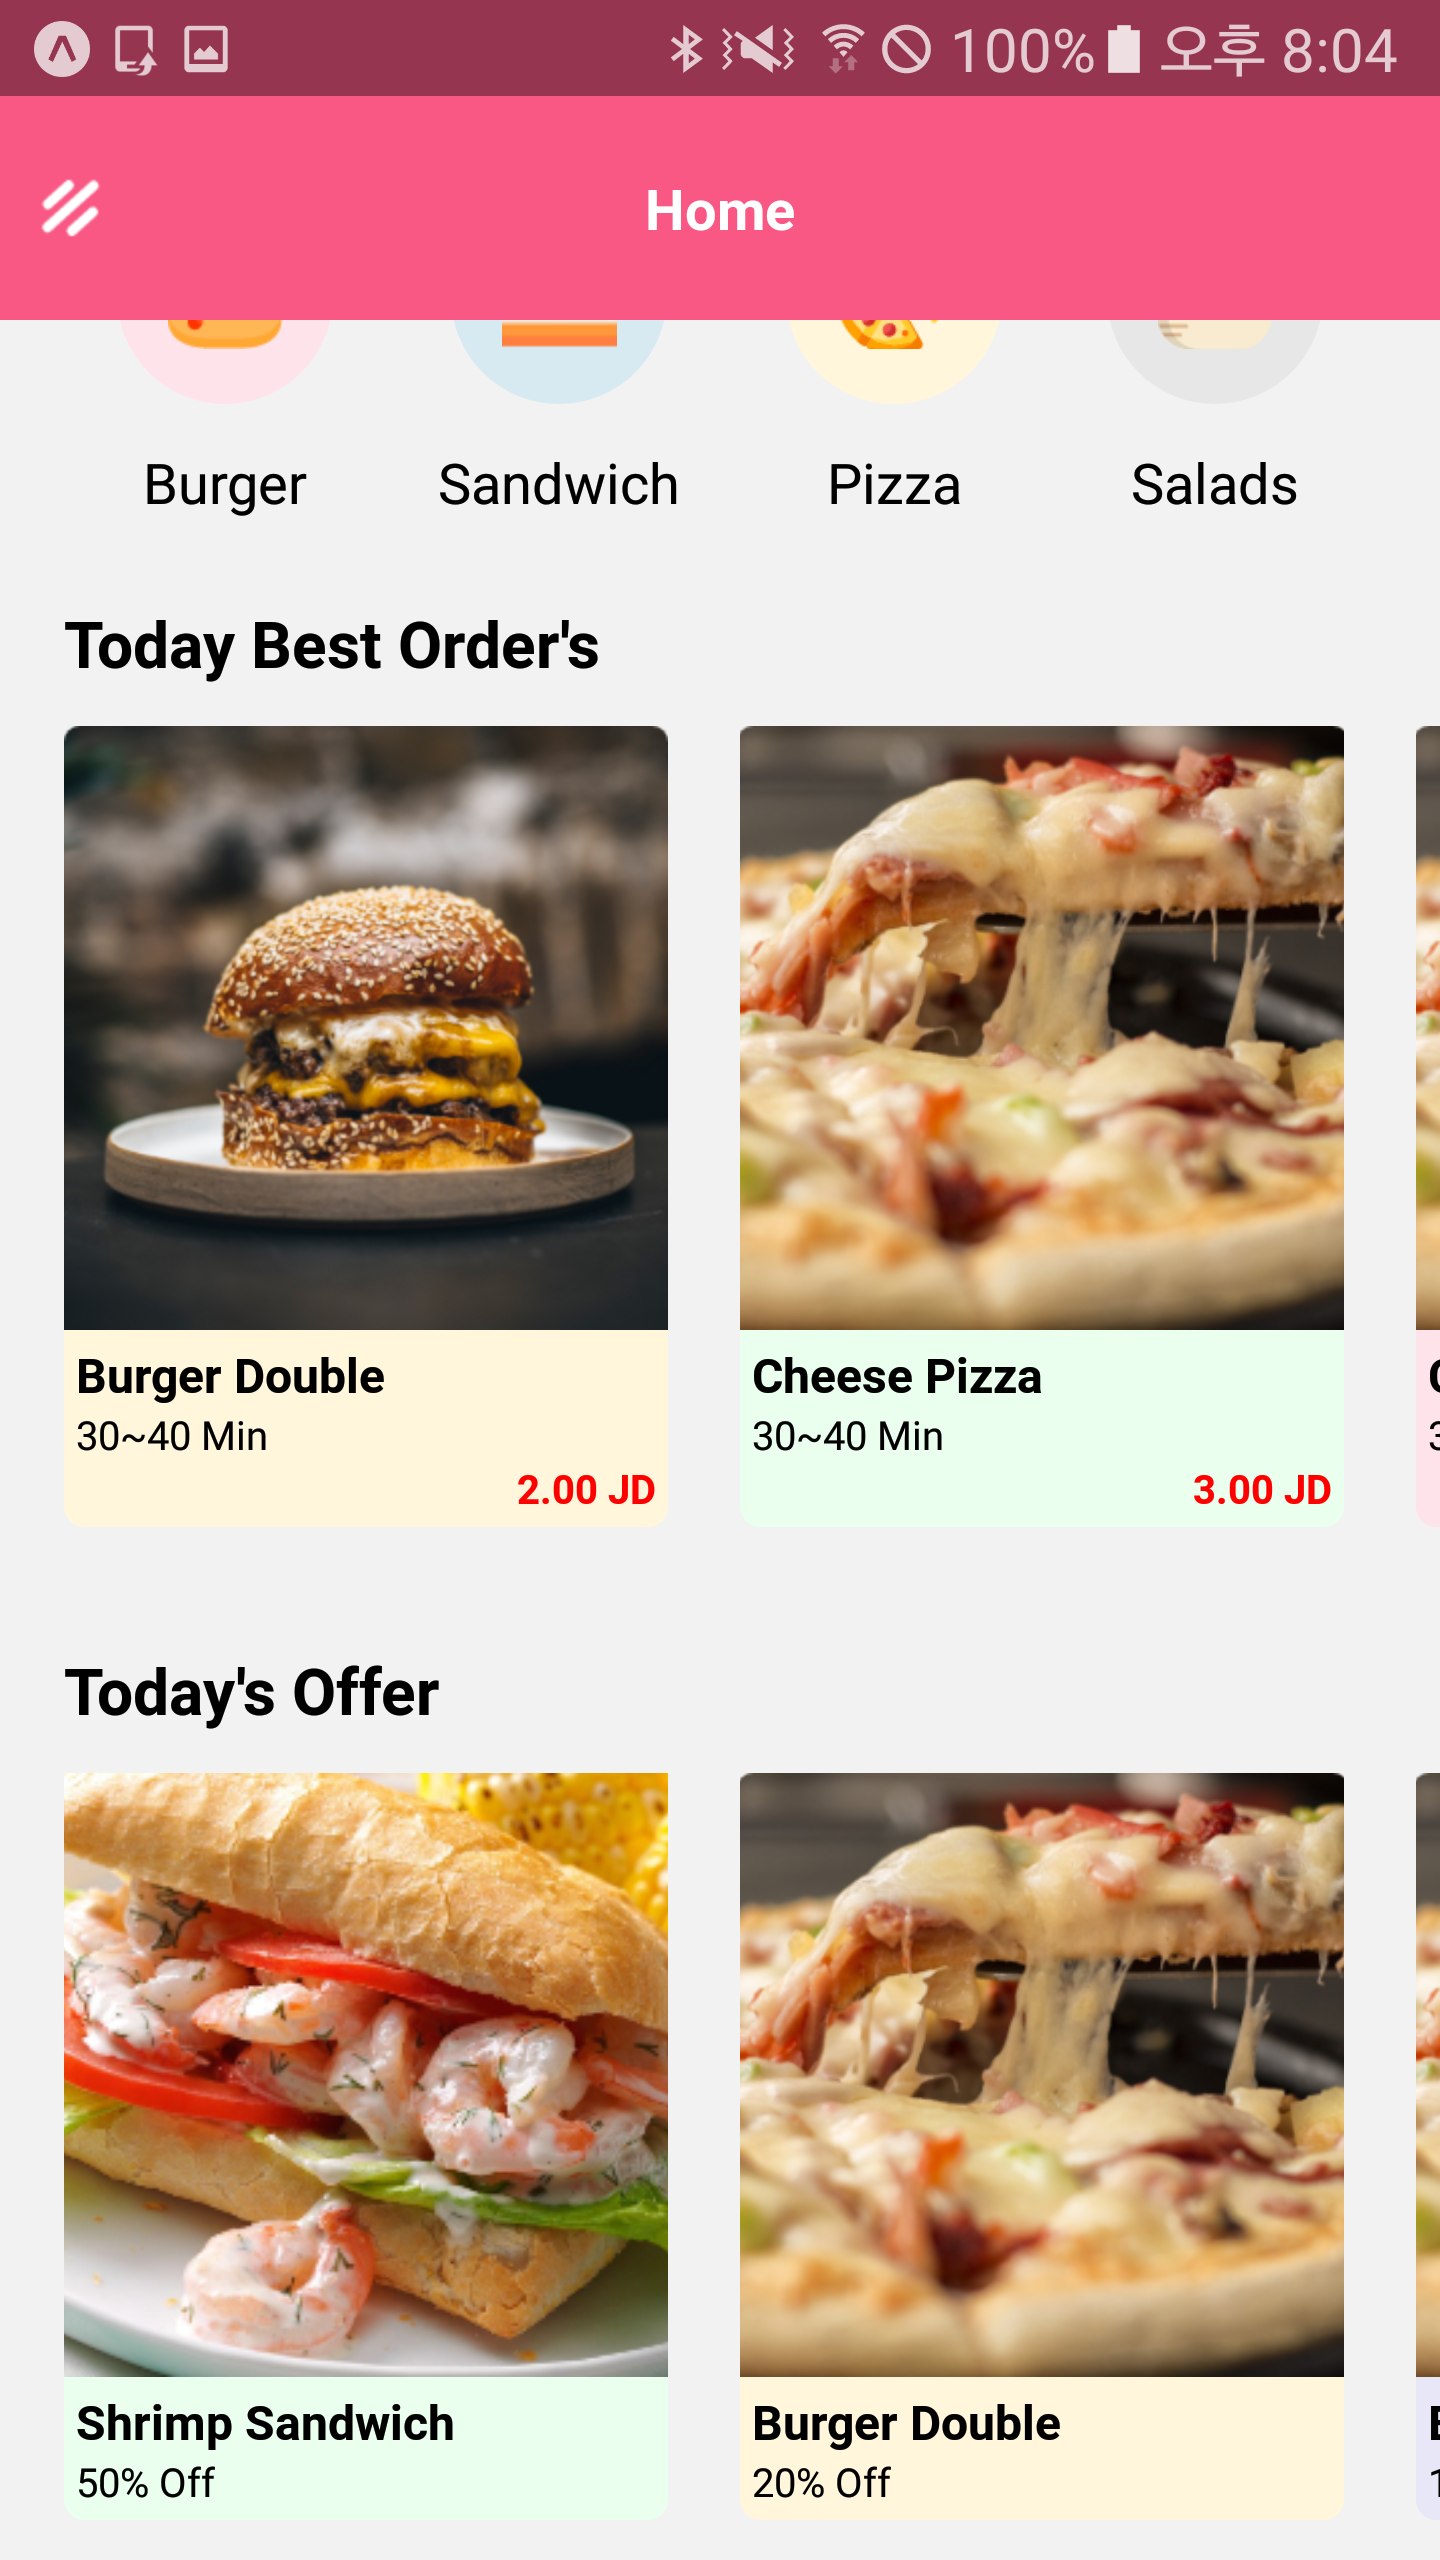 100% 오후 8:04
Home
Burger Sandwich Pizza Salads
Today Best Order's
Burger Double
30~40 Min
2.00 JD
Cheese Pizza
30~40 Min
3.00 JD
Today's Offer
Shrimp Sandwich
50% Off
Burger Double
20% Off